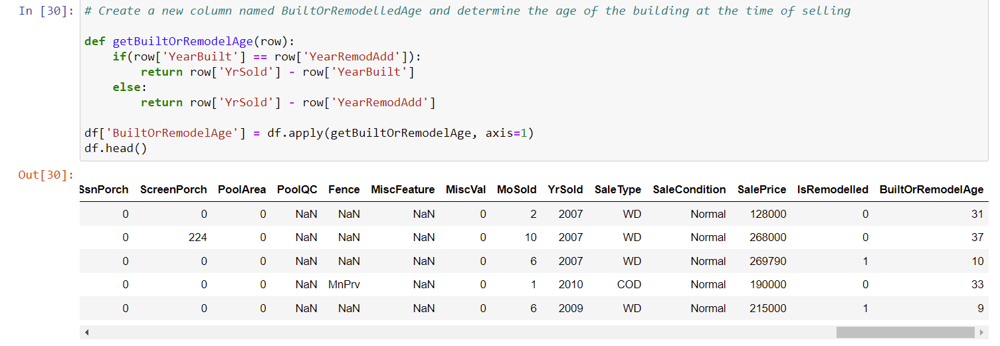 In [30]: # Create a new column named BuiltOrRemodelledAge and determine the age of the building at the time of selling
def getBuiltOrRemodelAge(row):
    if(row['YearBuilt'] == row['YearRemodAdd']):
        return row['YrSold'] - row['YearBuilt']
    else:
        return row['YrSold'] - row['YearRemodAdd']
df['BuiltOrRemodelAge'] = df.apply(getBuiltOrRemodelAge, axis=1)
df.head()
Out[30]:
SsnPorch ScreenPorch PoolArea PoolQC Fence MiscFeature MiscVal MoSold YrSold SaleType SaleCondition SalePrice IsRemodelled BuiltOrRemodelAge
0 0 0 NaN NaN NaN 0 2 2007 WD Normal 128000 0 31
0 224 0 NaN NaN NaN 0 10 2007 WD Normal 268000 0 37
0 0 0 NaN NaN NaN 0 6 2007 WD Normal 269790 1 10
0 0 0 NaN MnPrv NaN 0 1 2010 COD Normal 190000 0 33
0 0 0 NaN NaN NaN 0 6 2009 WD Normal 215000 1 9